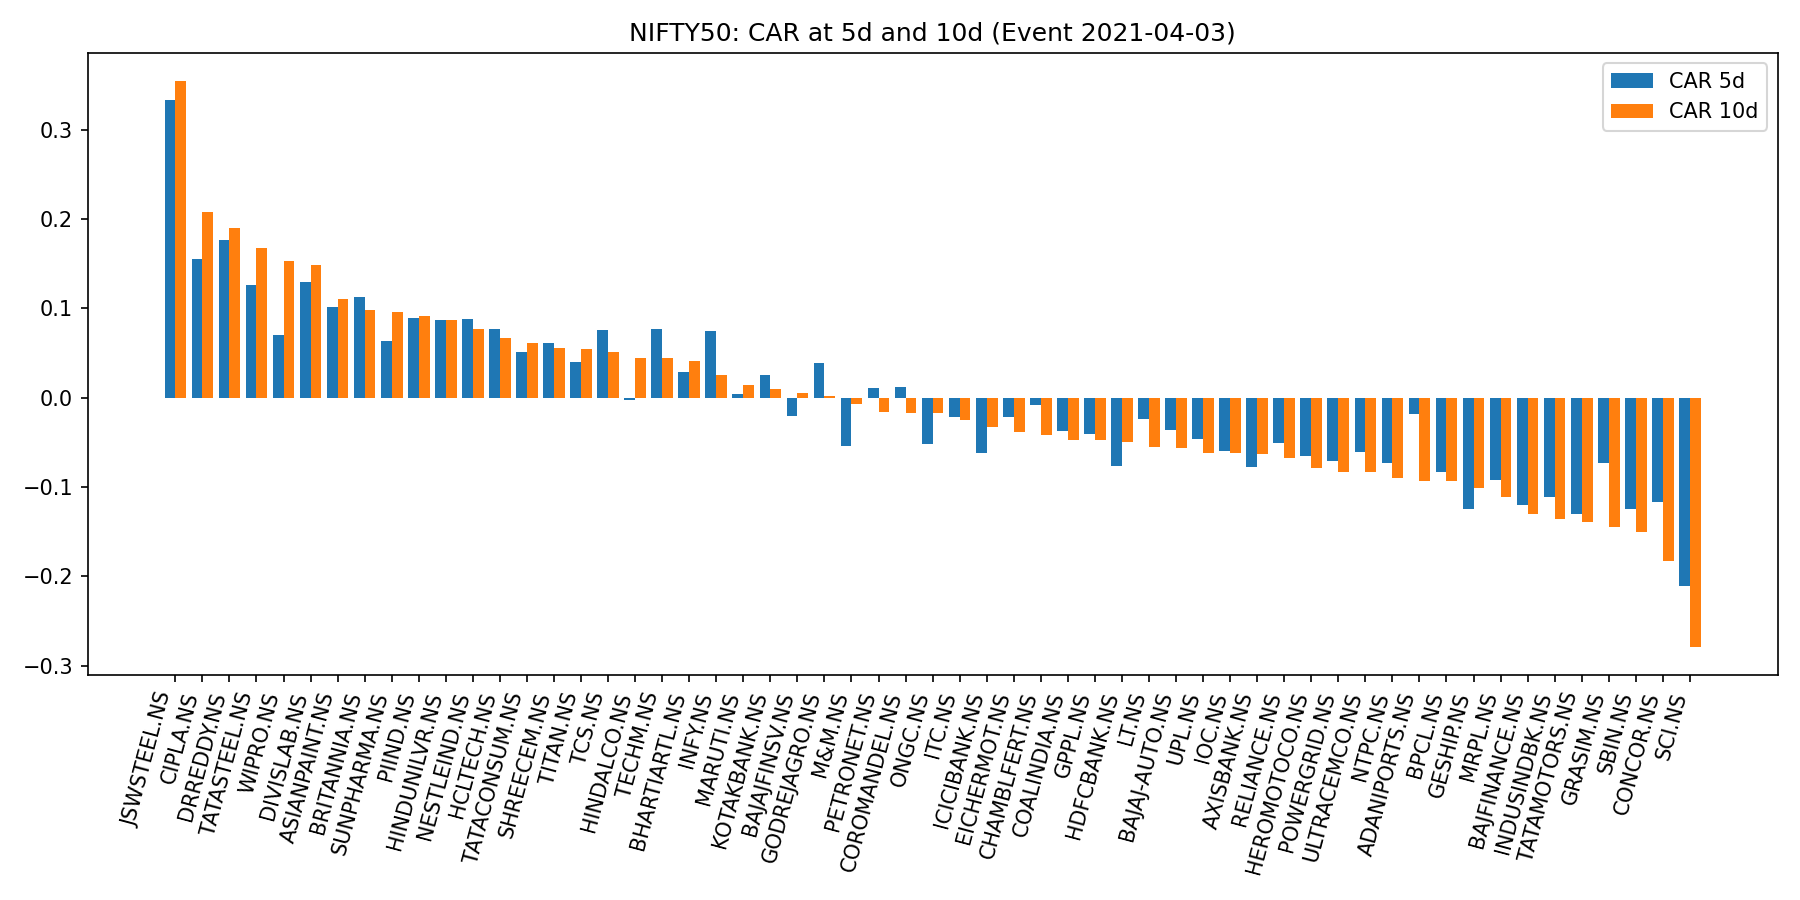 NIFTY50: CAR at 5d and 10d (Event 2021-04-03)
CAR 5d
CAR 10d
0.3
0.2
0.1
0.0
−0.1
−0.2
−0.3
JSWSTEEL.NS
CIPLA.NS
DRREDDY.NS
TATASTEEL.NS
WIPRO.NS
DIVISLAB.NS
ASIANPAINT.NS
BRITANNIA.NS
SUNPHARMA.NS
PIIND.NS
HINDUNILVR.NS
NESTLEIND.NS
HCLTECH.NS
TATACONSUM.NS
SHREECEM.NS
TITAN.NS
TCS.NS
HINDALCO.NS
TECHM.NS
BHARTIARTL.NS
INFY.NS
MARUTI.NS
KOTAKBANK.NS
BAJAJFINSV.NS
GODREJAGRO.NS
M&M.NS
PETRONET.NS
COROMANDEL.NS
ONGC.NS
ITC.NS
ICICIBANK.NS
EICHERMOT.NS
CHAMBLFERT.NS
COALINDIA.NS
GPPL.NS
HDFCBANK.NS
LT.NS
BAJAJ-AUTO.NS
UPL.NS
IOC.NS
AXISBANK.NS
RELIANCE.NS
HEROMOTOCO.NS
POWERGRID.NS
ULTRACEMCO.NS
NTPC.NS
ADANIPORTS.NS
BPCL.NS
GESHIP.NS
MRPL.NS
BAJFINANCE.NS
INDUSINDBK.NS
TATAMOTORS.NS
GRASIM.NS
SBIN.NS
CONCOR.NS
SCI.NS